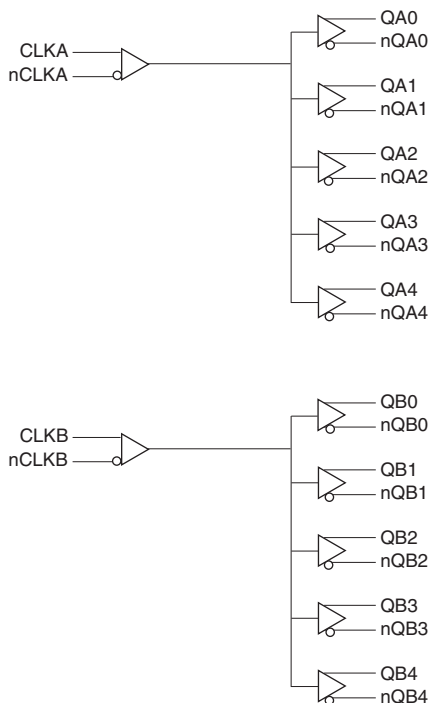 QA0
CLKA
nQA0
nCLKA
QA1
nQA1
QA2
nQA2
QA3
nQA3
QA4
nQA4
QB0
CLKB
nQB0
nCLKB
QB1
nQB1
QB2
nQB2
QB3
nQB3
QB4
nQB4